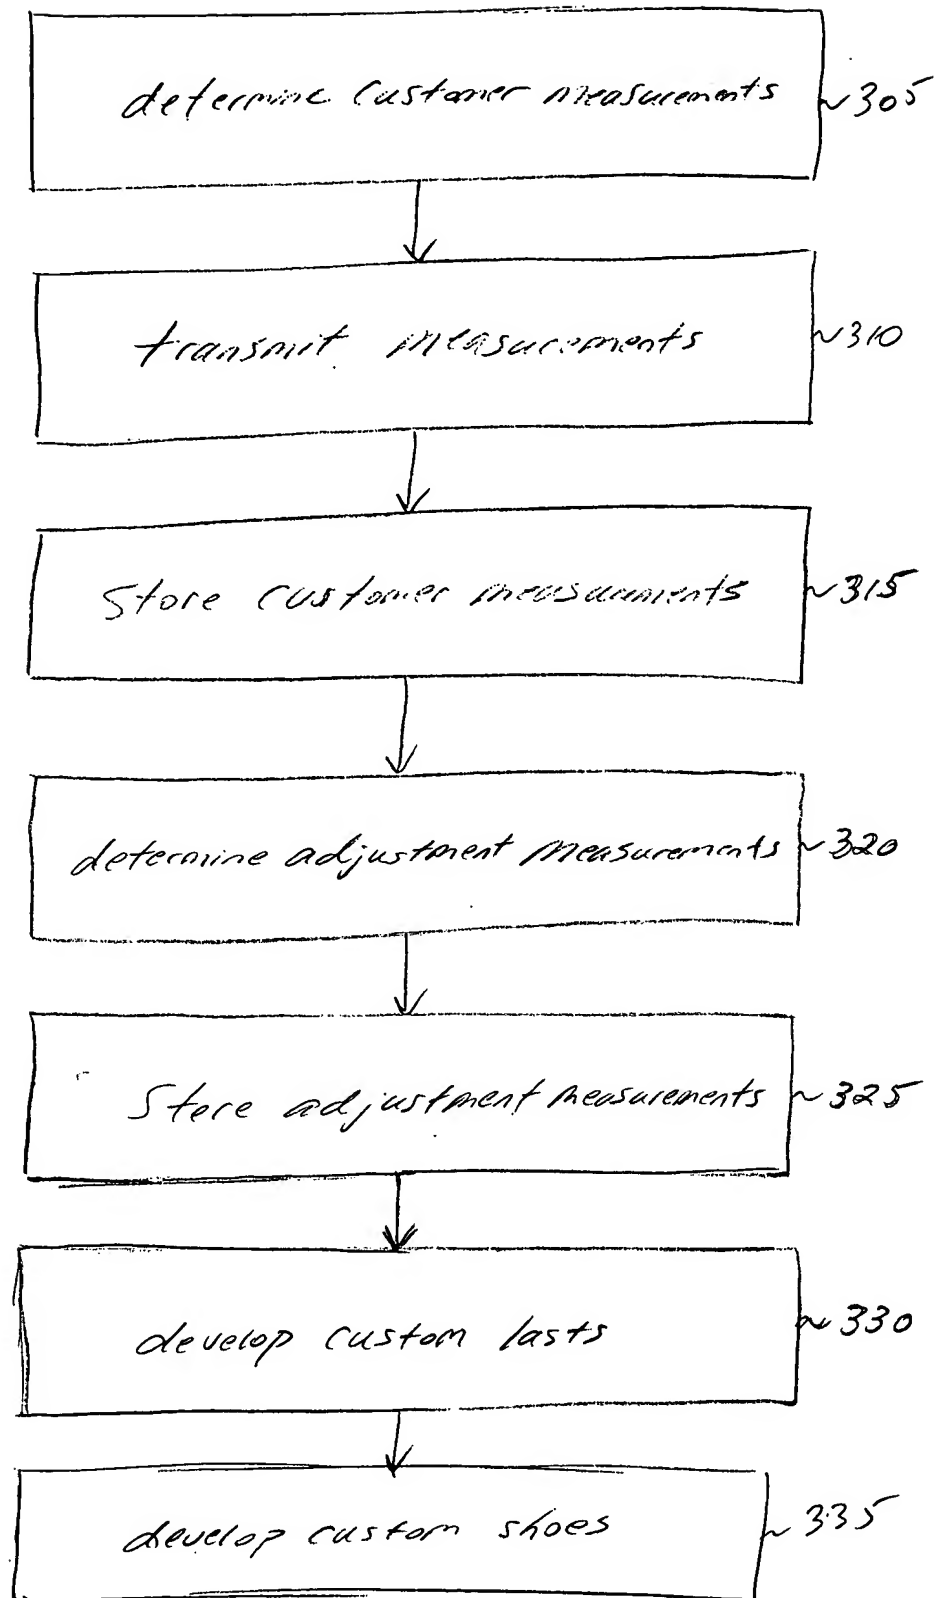 determine customer measurements ~305
transmit measurements ~310
Store customer measurements ~315
determine adjustment measurements ~320
Store adjustment measurements ~325
develop custom lasts ~330
develop custom shoes ~335